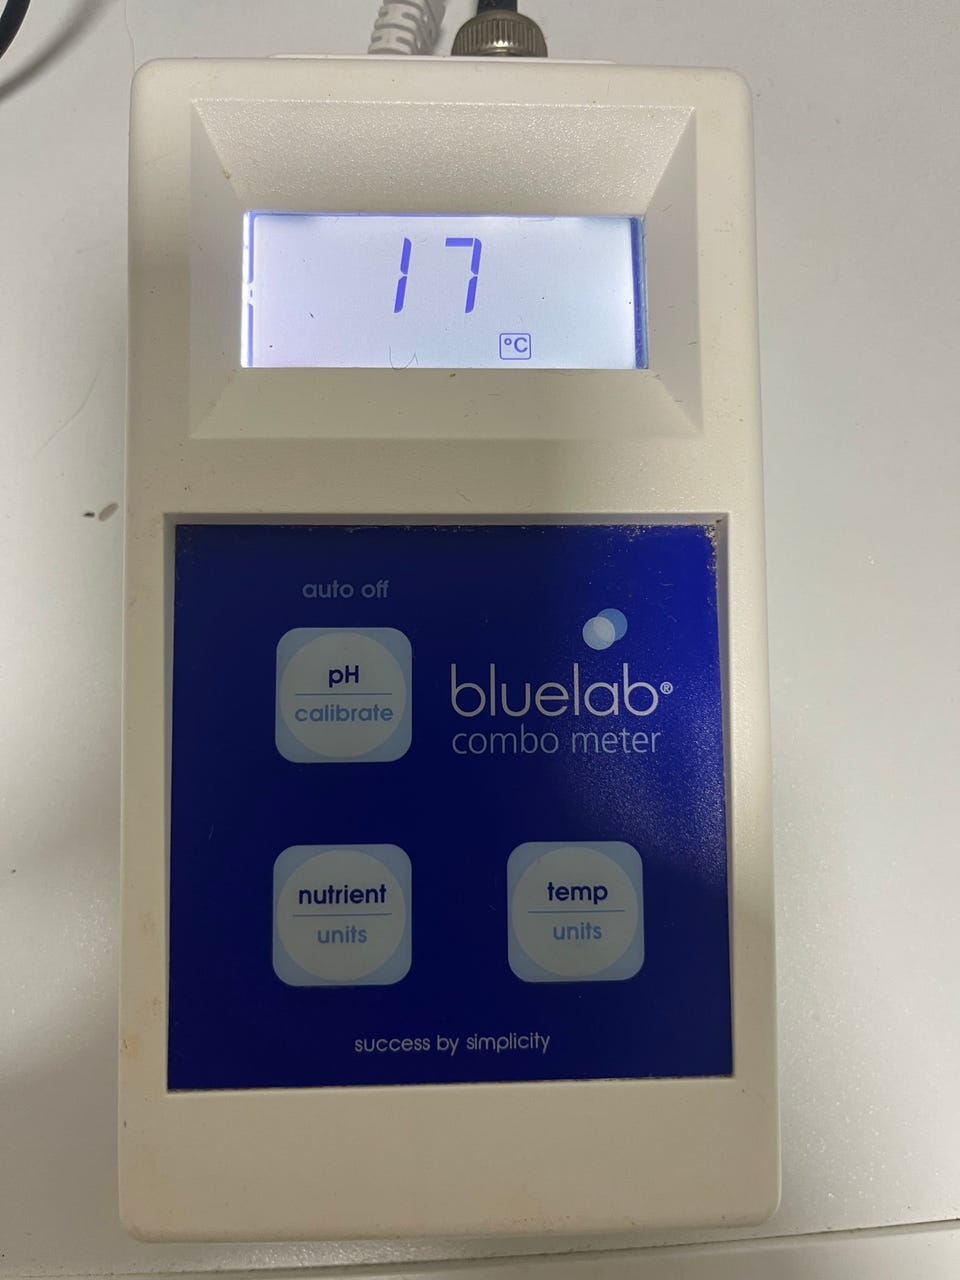 17
°C
auto off
pH
calibrate
bluelab®
combo meter
nutrient
units
temp
units
success by simplicity